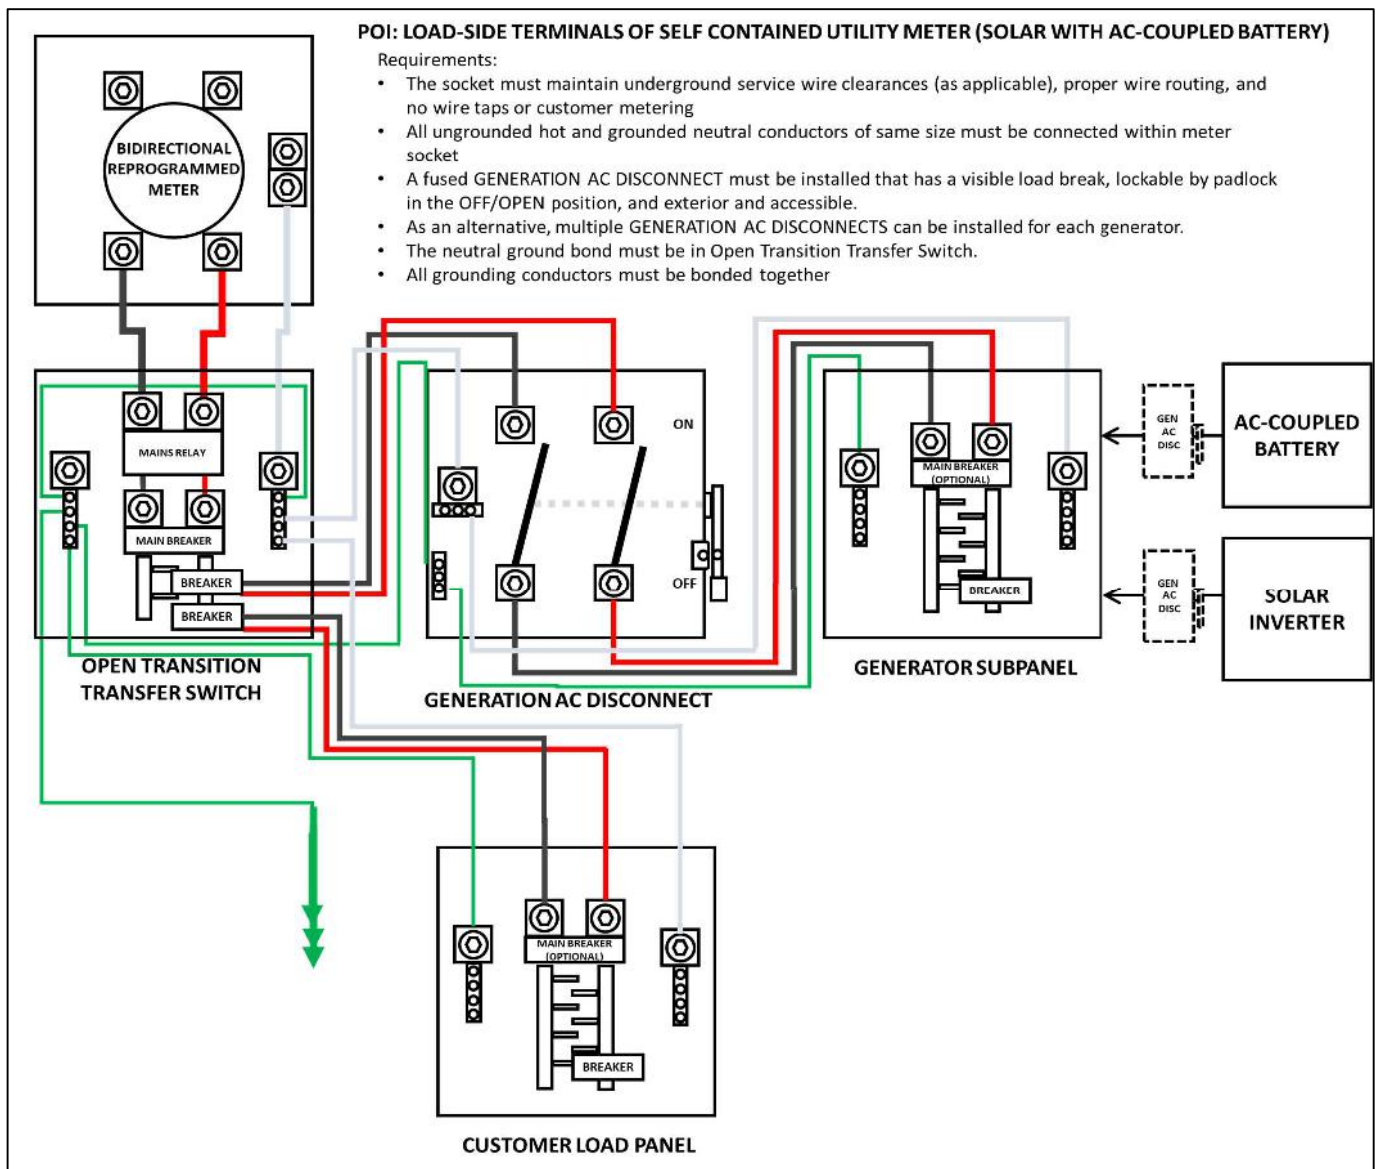 POI: LOAD-SIDE TERMINALS OF SELF CONTAINED UTILITY METER (SOLAR WITH AC-COUPLED BATTERY)
Requirements:
• The socket must maintain underground service wire clearances (as applicable), proper wire routing, and
no wire taps or customer metering
• All ungrounded hot and grounded neutral conductors of same size must be connected within meter
socket
• A fused GENERATION AC DISCONNECT must be installed that has a visible load break, lockable by padlock
in the OFF/OPEN position, and exterior and accessible.
• As an alternative, multiple GENERATION AC DISCONNECTS can be installed for each generator.
• The neutral ground bond must be in Open Transition Transfer Switch.
• All grounding conductors must be bonded together
BIDIRECTIONAL
REPROGRAMMED
METER
MAINS RELAY
MAIN BREAKER
BREAKER
BREAKER
OPEN TRANSITION
TRANSFER SWITCH
ON
OFF
GENERATION AC DISCONNECT
MAIN BREAKER
(OPTIONAL)
BREAKER
GENERATOR SUBPANEL
GEN
AC
DISC
AC-COUPLED
BATTERY
GEN
AC
DISC
SOLAR
INVERTER
MAIN BREAKER
(OPTIONAL)
BREAKER
CUSTOMER LOAD PANEL